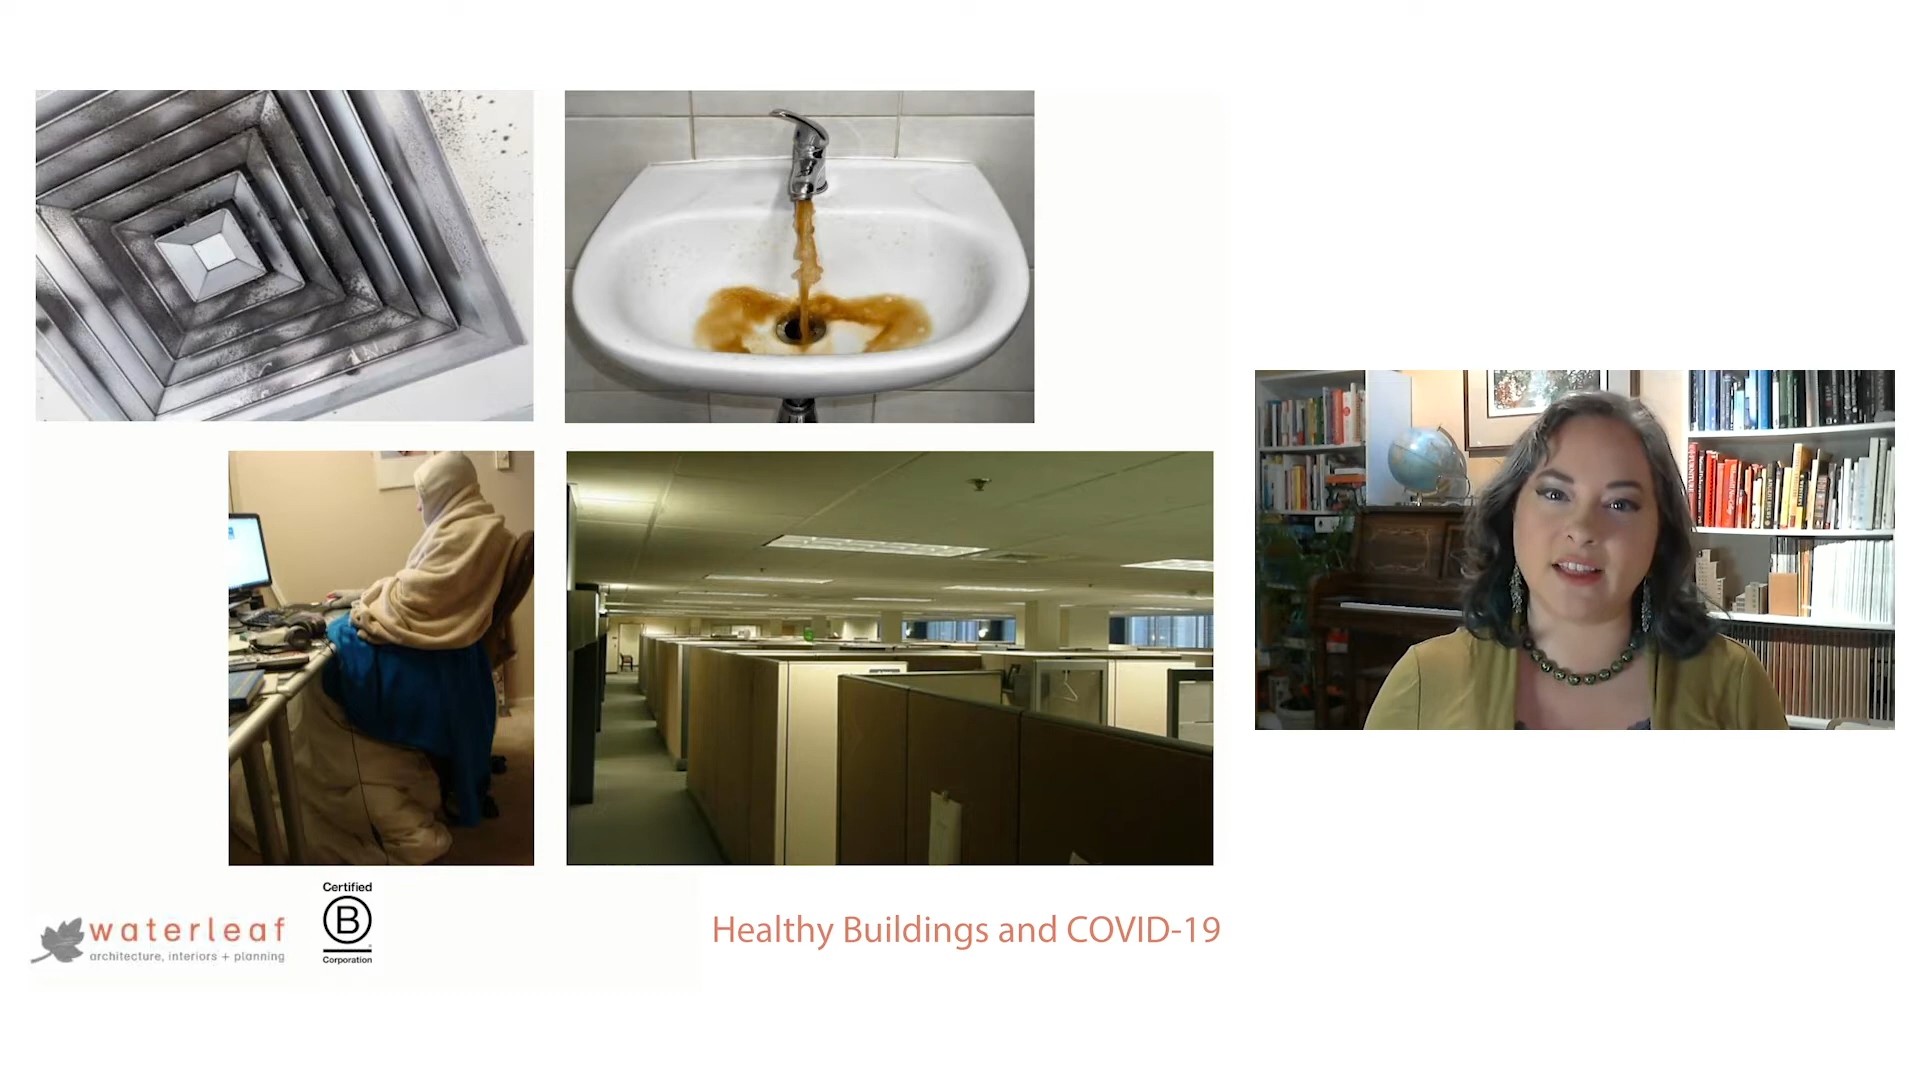 Certified
B
Corporation
waterleaf
architecture, interiors + planning
Healthy Buildings and COVID-19